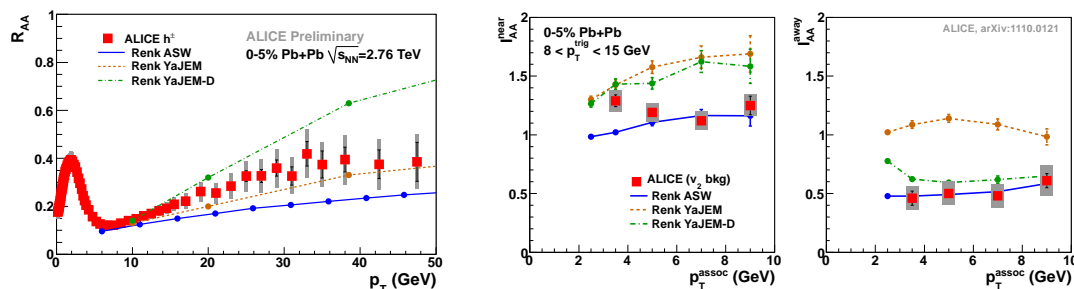 R_AA
1
0.8
0.6
0.4
0.2
0
0 10 20 30 40 50
p_T (GeV)
ALICE h±
Renk ASW
Renk YaJEM
Renk YaJEM-D
ALICE Preliminary
0-5% Pb+Pb √s_NN=2.76 TeV
I_AA^near
2
1.5
1
0.5
0
0 2 4 6 8 10
p_T^assoc (GeV)
0-5% Pb+Pb
8 < p_T^trig < 15 GeV
ALICE (v_2 bkg)
Renk ASW
Renk YaJEM
Renk YaJEM-D
I_AA^away
2
1.5
1
0.5
0
0 2 4 6 8 10
p_T^assoc (GeV)
ALICE, arXiv:1110.0121